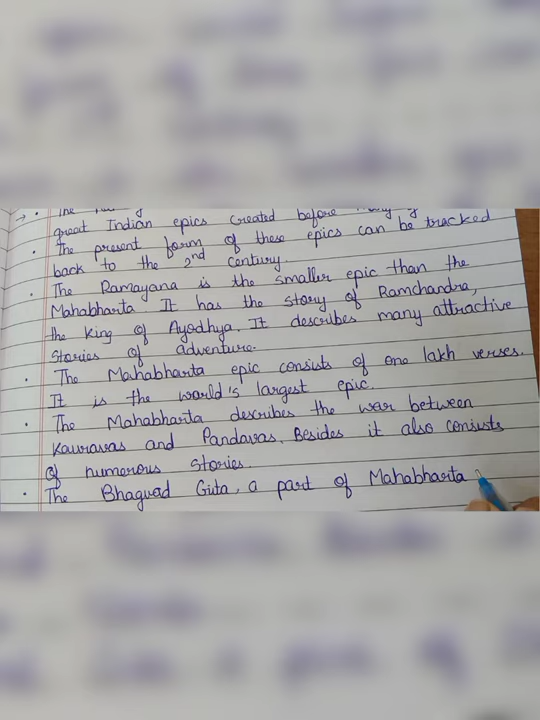 great Indian epics created before
• The present form of these epics can be tracked
back to the 2nd century.
• The Ramayana is the smaller epic than the
Mahabharta. It has the story of Ramchandra,
the king of Ayodhya. It describes many attractive
stories of adventure.
• The Mahabharta epic consists of one lakh verses.
It is the world's largest epic.
• The Mahabharta describes the war between
Kauravas and Pandavas. Besides it also consists
of numerous stories.
• The Bhagvad Gita, a part of Mahabharta